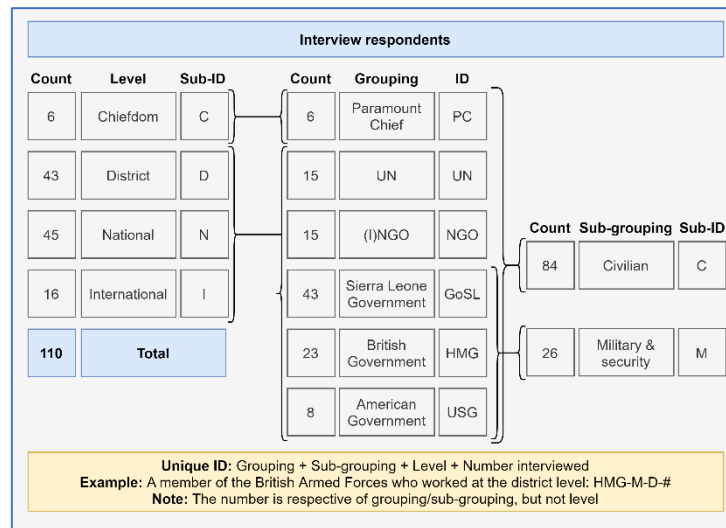 Interview respondents
Count Level Sub-ID
6 Chiefdom C
43 District D
45 National N
16 International I
110 Total
Count Grouping ID
6 Paramount
Chief PC
15 UN UN
15 (I)NGO NGO
43 Sierra Leone
Government GoSL
23 British
Government HMG
8 American
Government USG
Count Sub-grouping Sub-ID
84 Civilian C
26 Military &
security M
Unique ID: Grouping + Sub-grouping + Level + Number interviewed
Example: A member of the British Armed Forces who worked at the district level: HMG-M-D-#
Note: The number is respective of grouping/sub-grouping, but not level